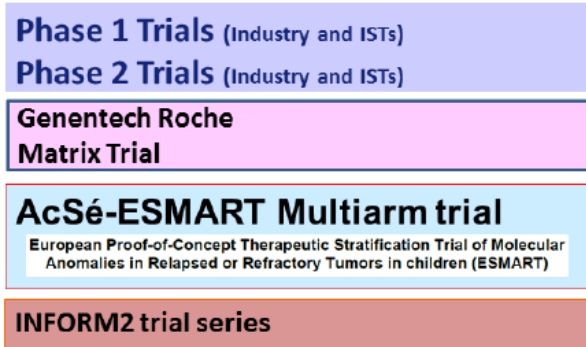 Phase 1 Trials (Industry and ISTs)
Phase 2 Trials (Industry and ISTs)
Genentech Roche
Matrix Trial
AcSé-ESMART Multiarm trial
European Proof-of-Concept Therapeutic Stratification Trial of Molecular
Anomalies in Relapsed or Refractory Tumors in children (ESMART)
INFORM2 trial series